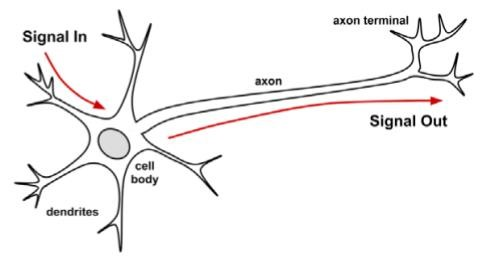 axon terminal
Signal In
axon
Signal Out
cell
body
dendrites